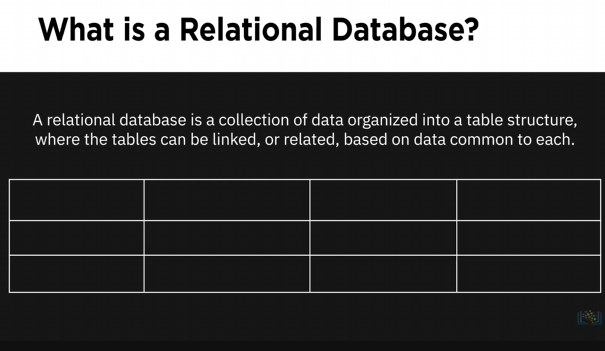 What is a Relational Database?
A relational database is a collection of data organized into a table structure,
where the tables can be linked, or related, based on data common to each.